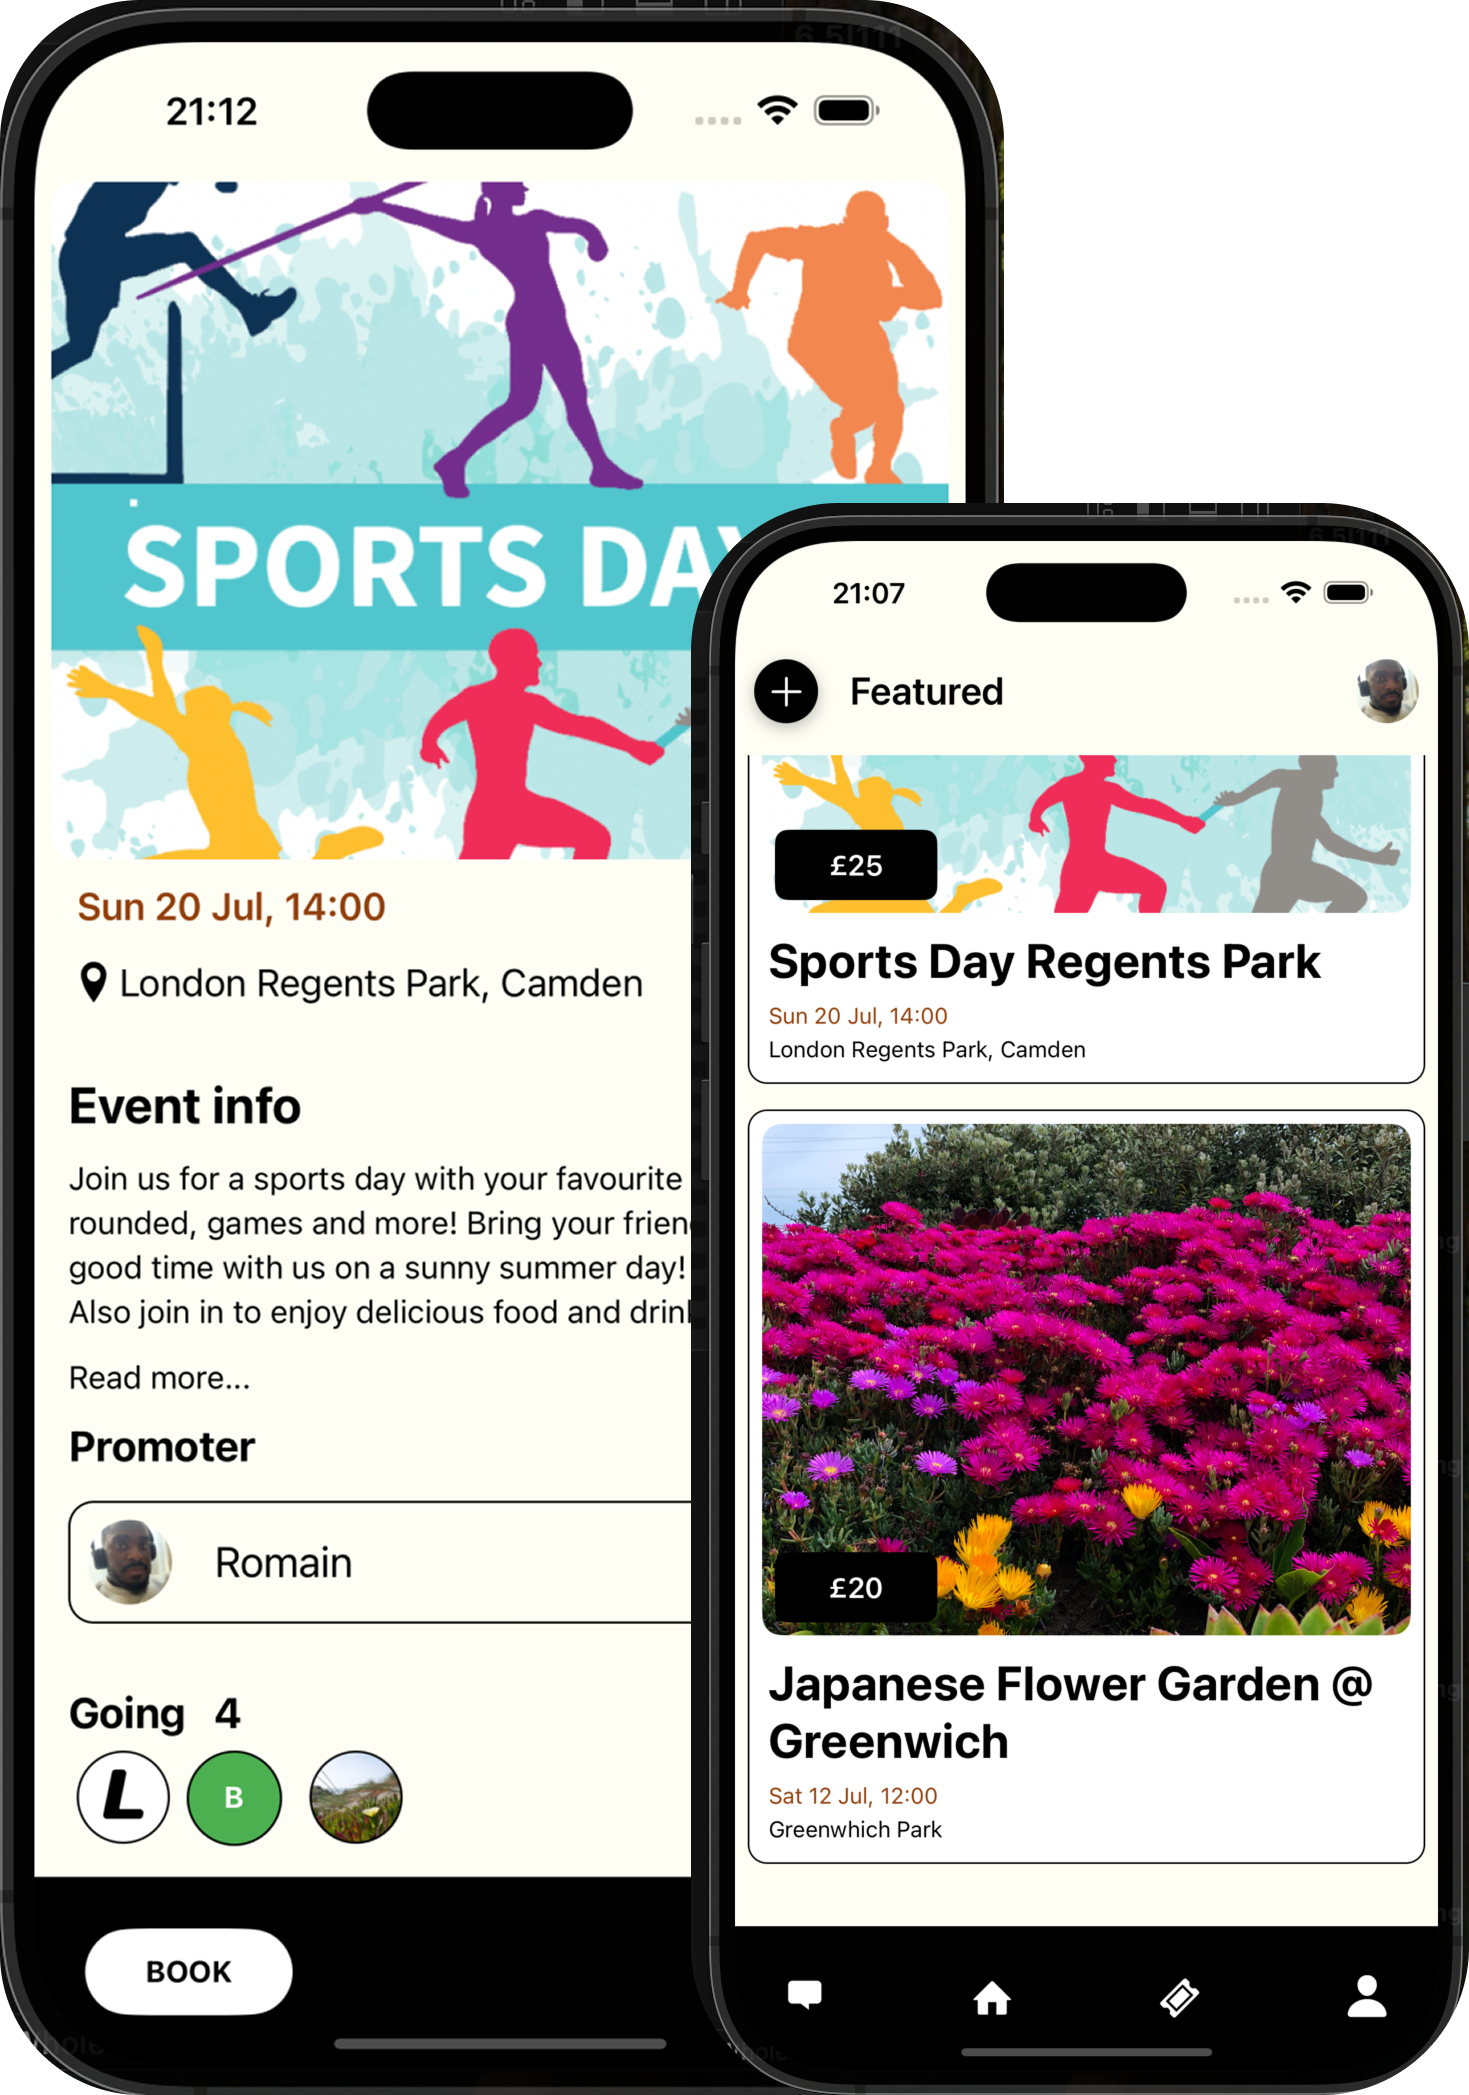 21:12
SPORTS DAY
Sun 20 Jul, 14:00
London Regents Park, Camden
Event info
Join us for a sports day with your favourite
rounded, games and more! Bring your
good time with us on a sunny summer day!
Also join in to enjoy delicious food and
Read more...
Promoter
Romain
Going 4
L
B
BOOK
21:07
Featured
£25
Sports Day Regents Park
Sun 20 Jul, 14:00
London Regents Park, Camden
£20
Japanese Flower Garden @
Greenwich
Sat 12 Jul, 12:00
Greenwhich Park